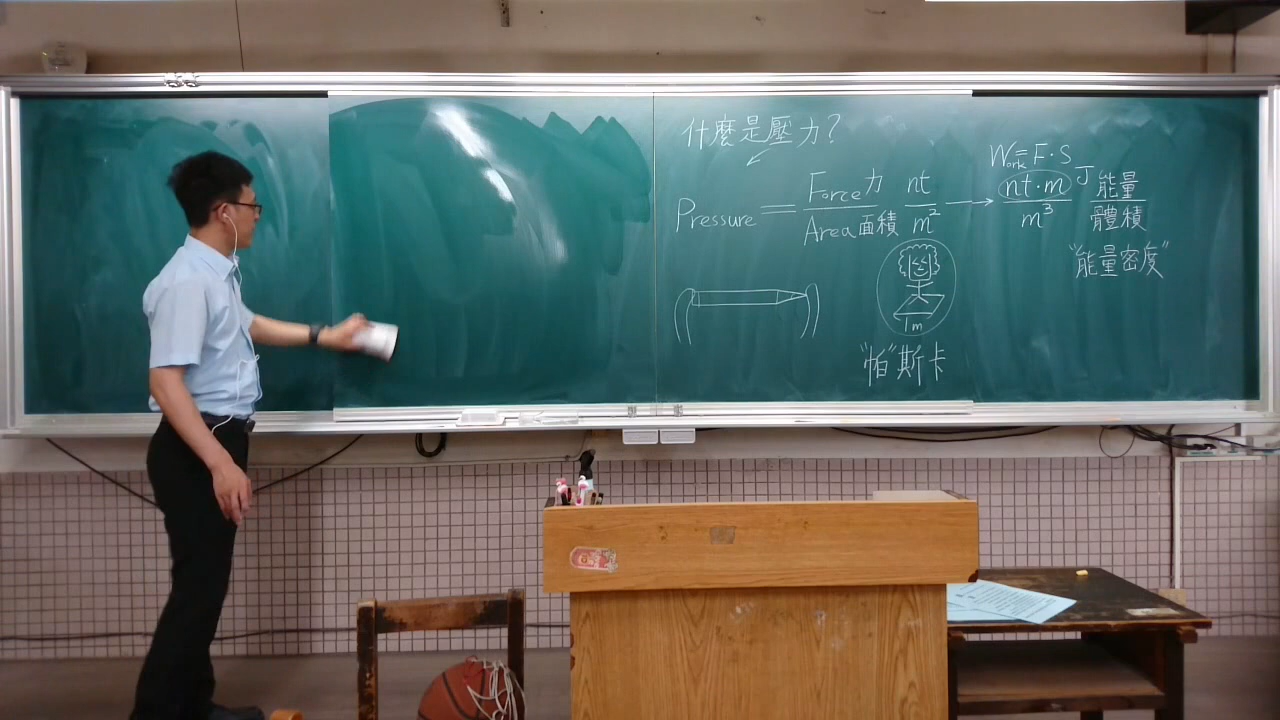 什麼是壓力?
Pressure = Force力 / Area面積 nt / m² → nt·m / m³ J 能量 / 體積
Work = F·S
"能量密度"
1m
"帕"斯卡